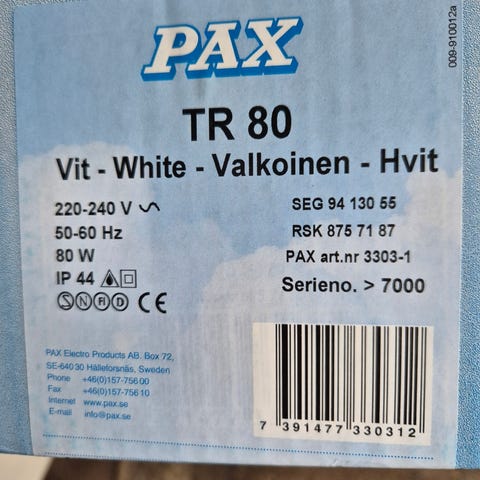 009-910012a
PAX
TR 80
Vit - White - Valkoinen - Hvit
220-240 V
50-60 Hz
80 W
IP 44
S N FI D CE
SEG 94 130 55
RSK 875 71 87
PAX art.nr 3303-1
Serieno. > 7000
PAX Electro Products AB. Box 72,
SE-640 30 Hälleforsnäs, Sweden
Phone +46(0)157-756 00
Fax +46(0)157-756 10
Internet www.pax.se
E-mail info@pax.se
7 391477 330312